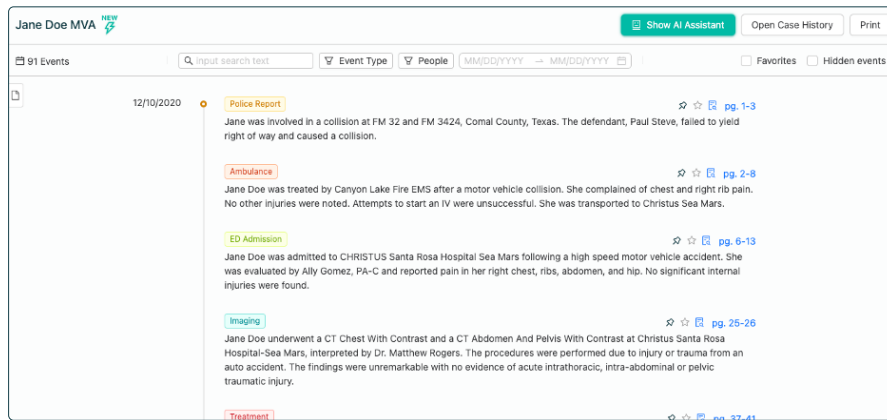 Jane Doe MVA NEW
Show AI Assistant
Open Case History
Print
91 Events
Input search text
Event Type
People
MM/DD/YYYY → MM/DD/YYYY
Favorites
Hidden events
12/10/2020
Police Report
pg. 1-3
Jane was involved in a collision at FM 32 and FM 3424, Comal County, Texas. The defendant, Paul Steve, failed to yield
right of way and caused a collision.
Ambulance
pg. 2-8
Jane Doe was treated by Canyon Lake Fire EMS after a motor vehicle collision. She complained of chest and right rib pain.
No other injuries were noted. Attempts to start an IV were unsuccessful. She was transported to Christus Sea Mars.
ED Admission
pg. 6-13
Jane Doe was admitted to CHRISTUS Santa Rosa Hospital Sea Mars following a high speed motor vehicle accident. She
was evaluated by Ally Gomez, PA-C and reported pain in her right chest, ribs, abdomen, and hip. No significant internal
injuries were found.
Imaging
pg. 25-26
Jane Doe underwent a CT Chest With Contrast and a CT Abdomen And Pelvis With Contrast at Christus Santa Rosa
Hospital-Sea Mars, interpreted by Dr. Matthew Rogers. The procedures were performed due to injury or trauma from an
auto accident. The findings were unremarkable with no evidence of acute intrathoracic, intra-abdominal or pelvic
traumatic injury.
Treatment
pg. 37-41